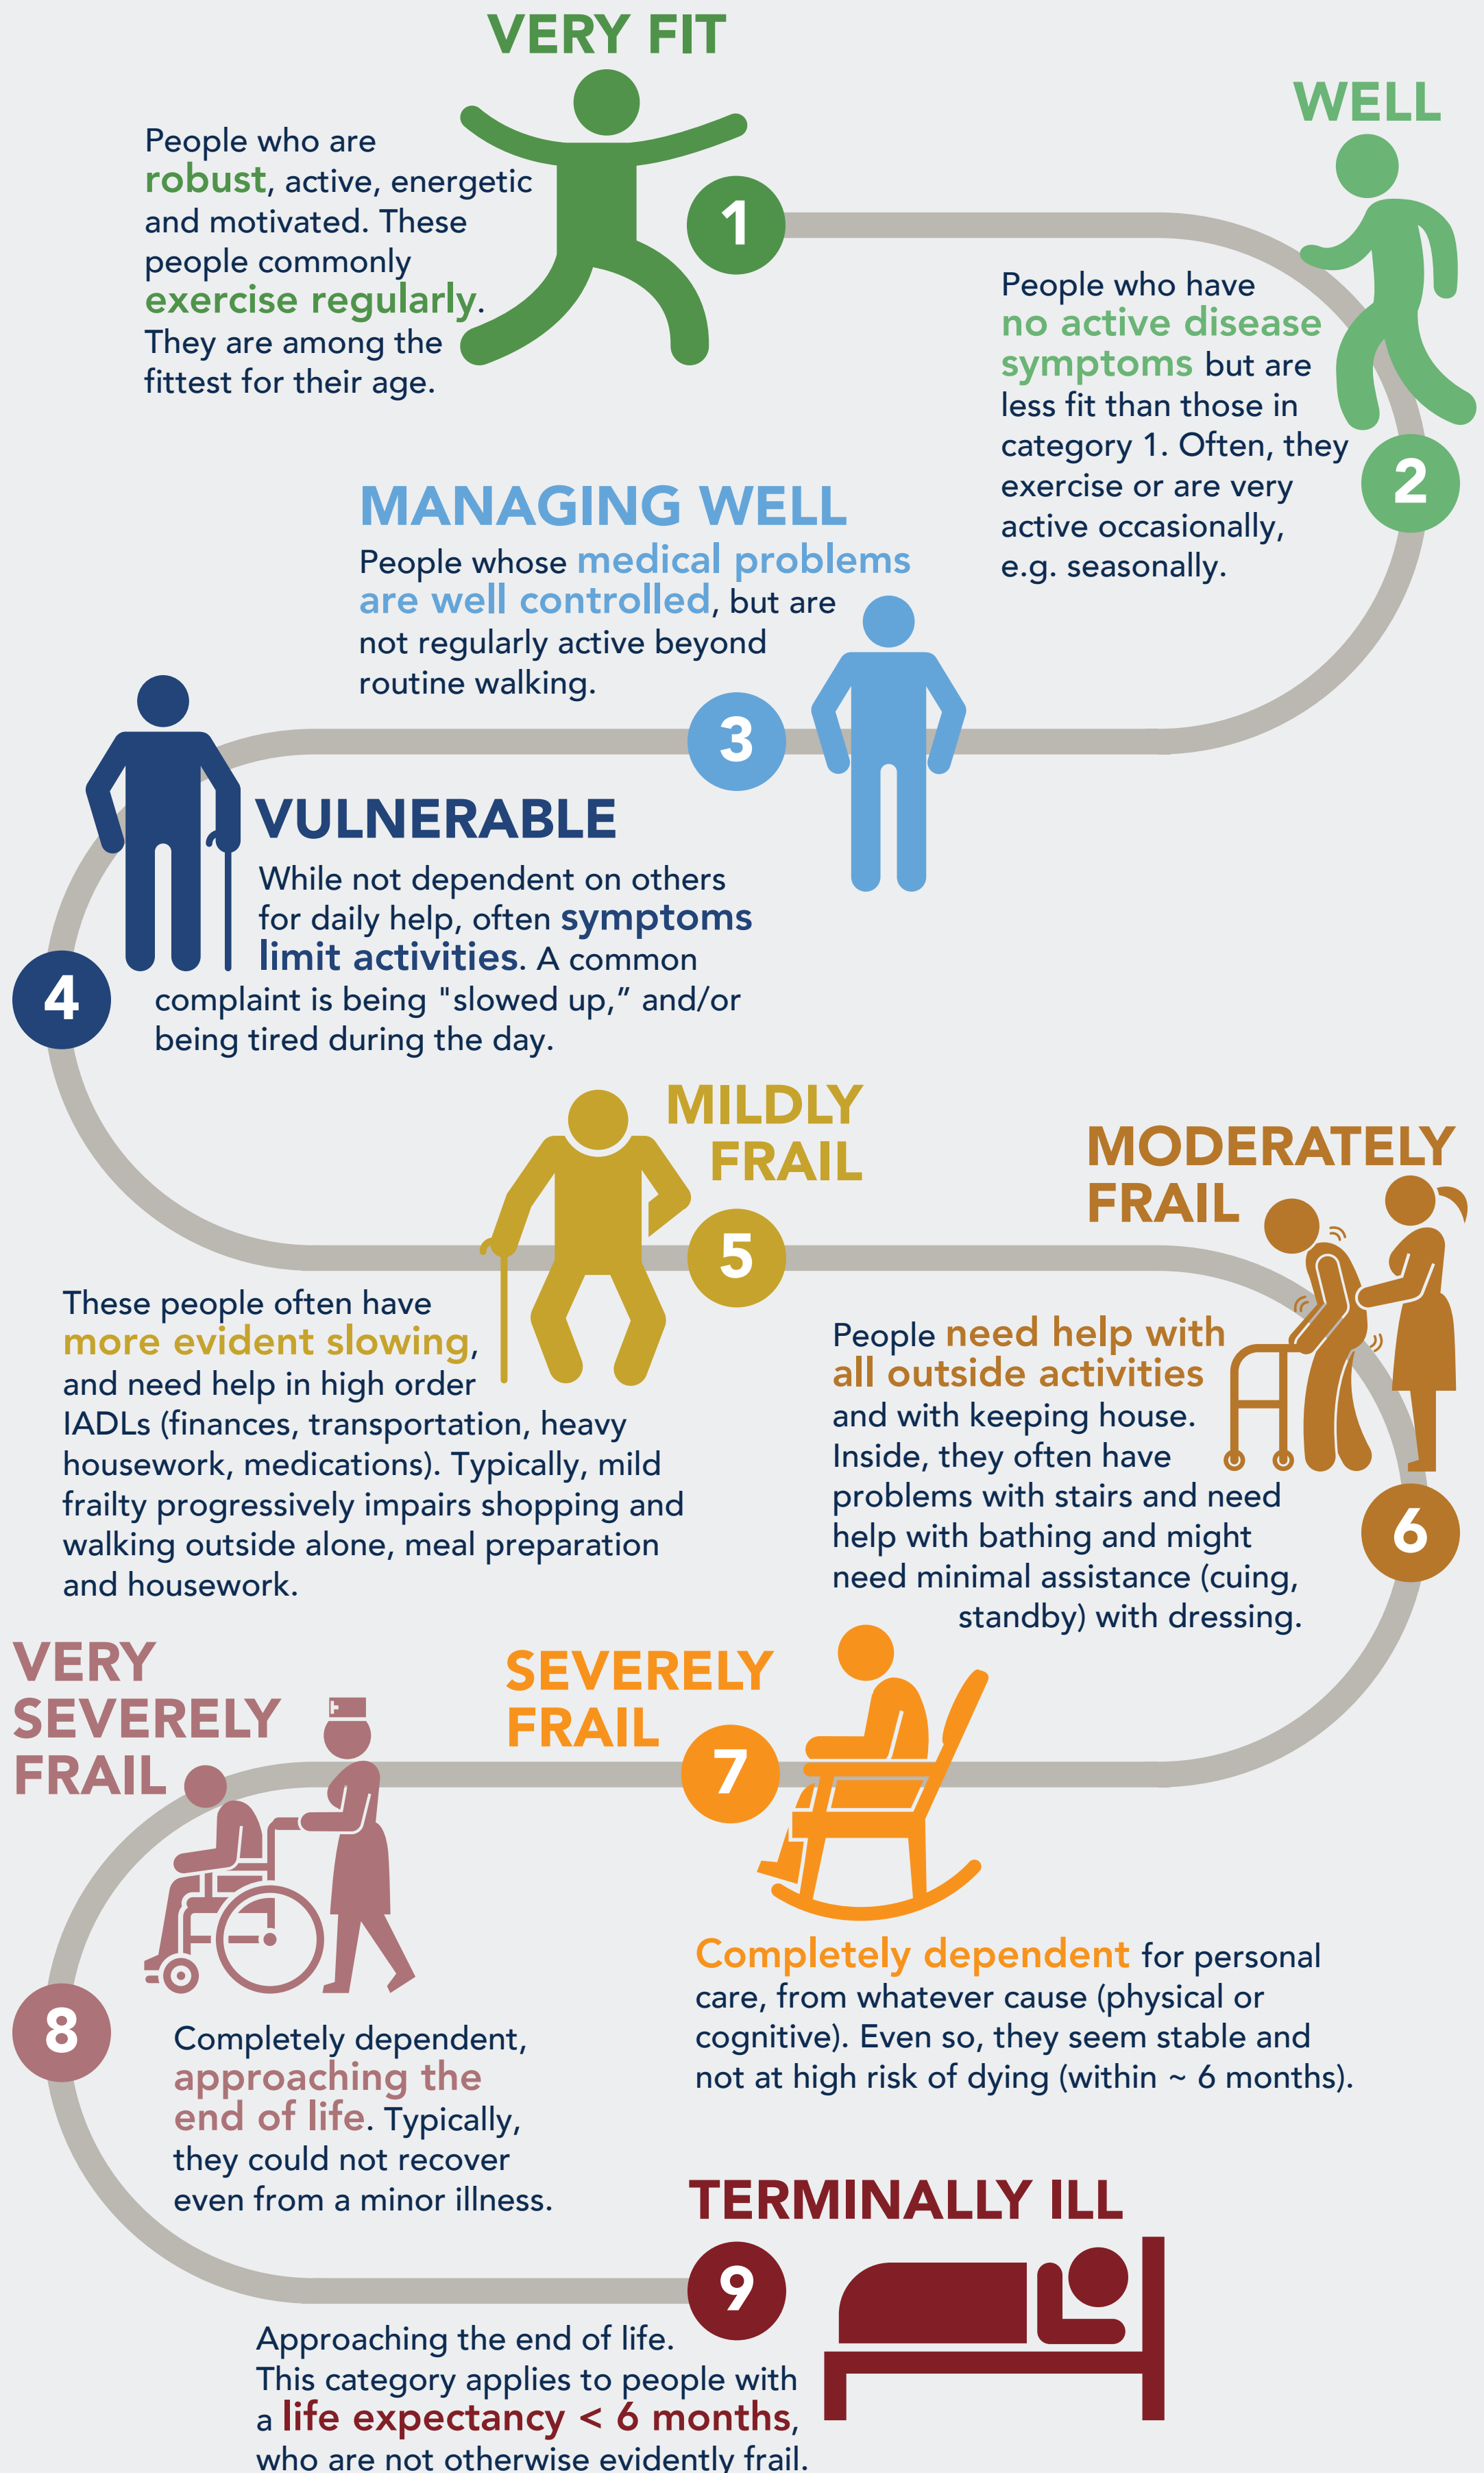 VERY FIT
People who are
robust, active, energetic
and motivated. These
people commonly
exercise regularly.
They are among the
fittest for their age.
1
WELL
People who have
no active disease
symptoms but are
less fit than those in
category 1. Often, they
exercise or are very
active occasionally,
e.g. seasonally.
2
MANAGING WELL
People whose medical problems
are well controlled, but are
not regularly active beyond
routine walking.
3
VULNERABLE
While not dependent on others
for daily help, often symptoms
limit activities. A common
complaint is being "slowed up,” and/or
being tired during the day.
4
MILDLY
FRAIL
5
These people often have
more evident slowing,
and need help in high order
IADLs (finances, transportation, heavy
housework, medications). Typically, mild
frailty progressively impairs shopping and
walking outside alone, meal preparation
and housework.
MODERATELY
FRAIL
People need help with
all outside activities
and with keeping house.
Inside, they often have
problems with stairs and need
help with bathing and might
need minimal assistance (cuing,
standby) with dressing.
6
SEVERELY
FRAIL
7
Completely dependent for personal
care, from whatever cause (physical or
cognitive). Even so, they seem stable and
not at high risk of dying (within ~ 6 months).
VERY
SEVERELY
FRAIL
8
Completely dependent,
approaching the
end of life. Typically,
they could not recover
even from a minor illness.
TERMINALLY ILL
9
Approaching the end of life.
This category applies to people with
a life expectancy < 6 months,
who are not otherwise evidently frail.